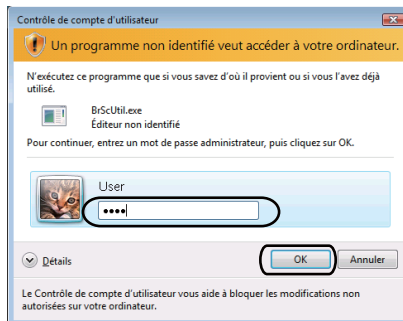 Contrôle de compte d'utilisateur
Un programme non identifié veut accéder à votre ordinateur.
N'exécutez ce programme que si vous savez d'où il provient ou si vous l'avez déjà
utilisé.
BrScUtil.exe
Éditeur non identifié
Pour continuer, entrez un mot de passe administrateur, puis cliquez sur OK.
User
••••
Détails
OK
Annuler
Le Contrôle de compte d'utilisateur vous aide à bloquer les modifications non
autorisées sur votre ordinateur.